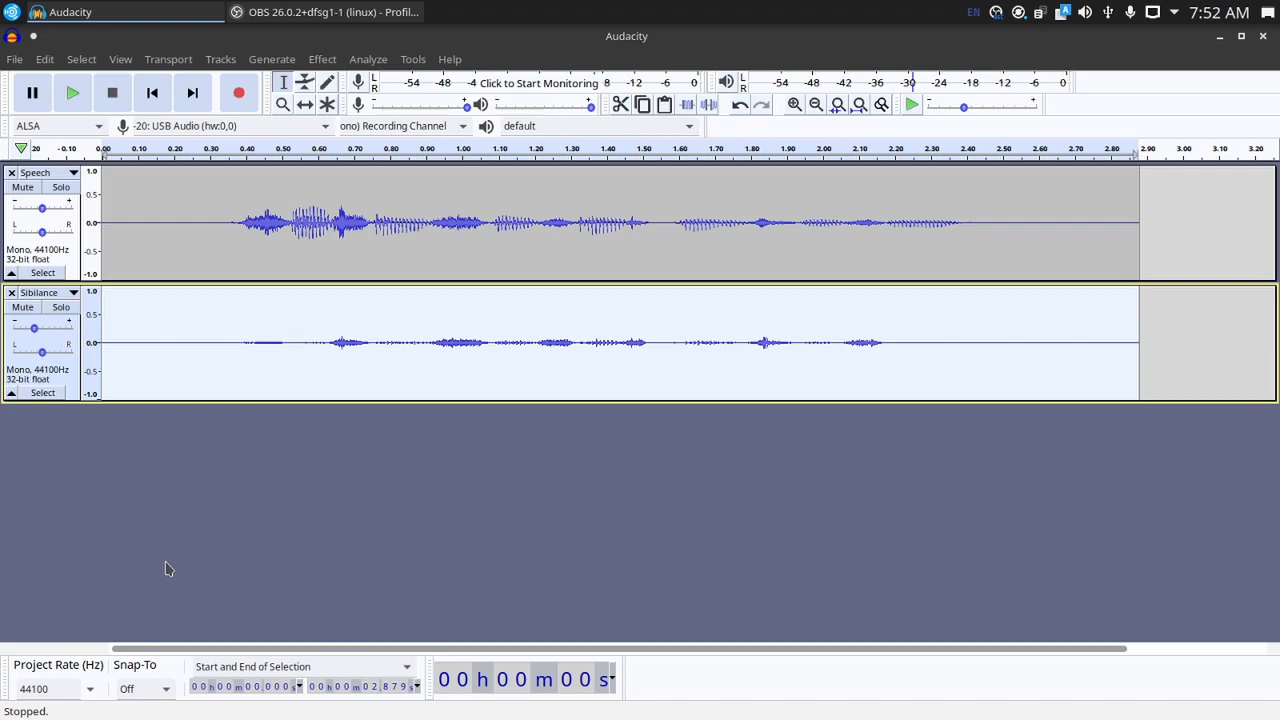 Audacity
OBS 26.0.2+dfsg1-1 (linux) - Profil...
EN
7:52 AM
Audacity
File Edit Select View Transport Tracks Generate Effect Analyze Tools Help
L
R
-54 -48 -4 Click to Start Monitoring 8 -12 -6 0
L
R
-54 -48 -42 -36 -30 -24 -18 -12 -6 0
ALSA
-20: USB Audio (hw:0,0)
ono) Recording Channel
default
20 -0.10 0.00 0.10 0.20 0.30 0.40 0.50 0.60 0.70 0.80 0.90 1.00 1.10 1.20 1.30 1.40 1.50 1.60 1.70 1.80 1.90 2.00 2.10 2.20 2.30 2.40 2.50 2.60 2.70 2.80 2.90 3.00 3.10 3.20
Speech
Mute Solo
- +
L R
Mono, 44100Hz
32-bit float
Select
1.0
0.5
0.0
-0.5
-1.0
Sibilance
Mute Solo
- +
L R
Mono, 44100Hz
32-bit float
Select
1.0
0.5
0.0
-0.5
-1.0
Project Rate (Hz)
44100
Snap-To
Off
Start and End of Selection
00h00m00.000s
00h00m02.879s
00h00m00s
Stopped.